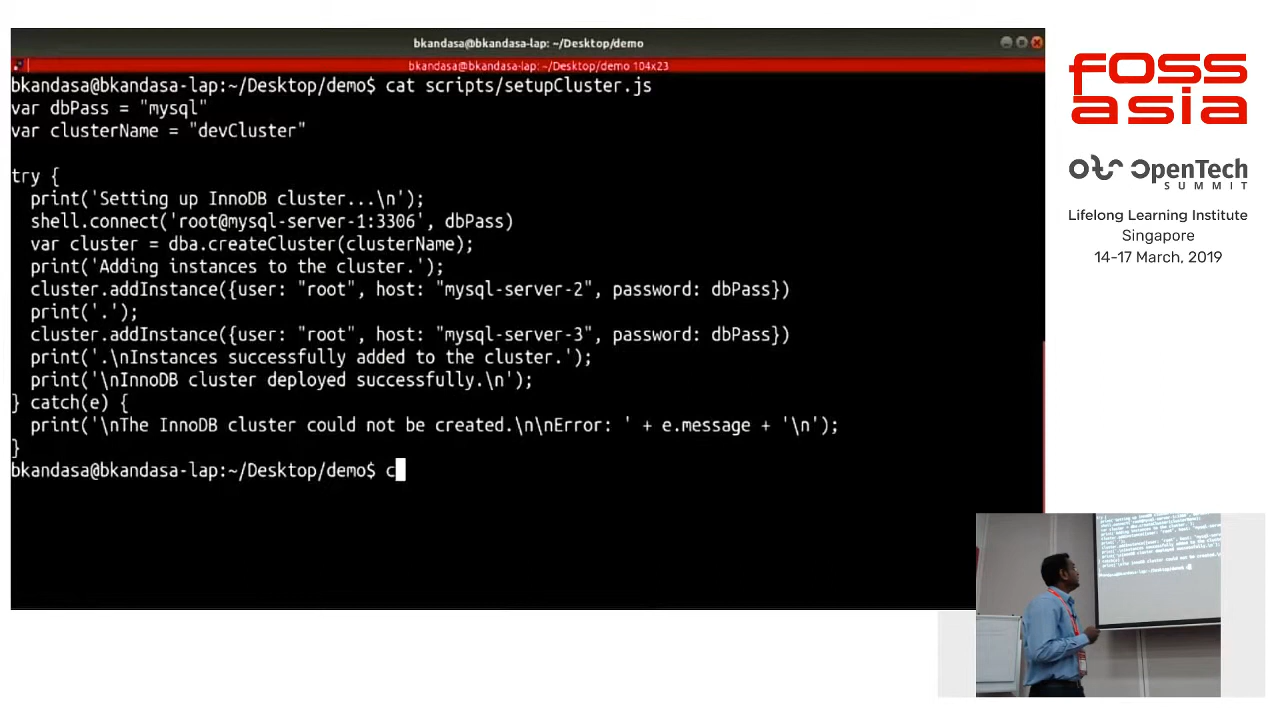 bkandasa@bkandasa-lap: ~/Desktop/demo
bkandasa@bkandasa-lap: ~/Desktop/demo 104x23
bkandasa@bkandasa-lap:~/Desktop/demo$ cat scripts/setupCluster.js
var dbPass = "mysql"
var clusterName = "devCluster"
try {
print('Setting up InnoDB cluster...\n');
shell.connect('root@mysql-server-1:3306', dbPass)
var cluster = dba.createCluster(clusterName);
print('Adding instances to the cluster.');
cluster.addInstance({user: "root", host: "mysql-server-2", password: dbPass})
print('.');
cluster.addInstance({user: "root", host: "mysql-server-3", password: dbPass})
print('.\nInstances successfully added to the cluster.');
print('\nInnoDB cluster deployed successfully.\n');
} catch(e) {
print('\nThe InnoDB cluster could not be created.\n\nError: ' + e.message + '\n');
}
bkandasa@bkandasa-lap:~/Desktop/demo$ c
FOSS
asia
OpenTech
SUMMIT
Lifelong Learning Institute
Singapore
14-17 March, 2019